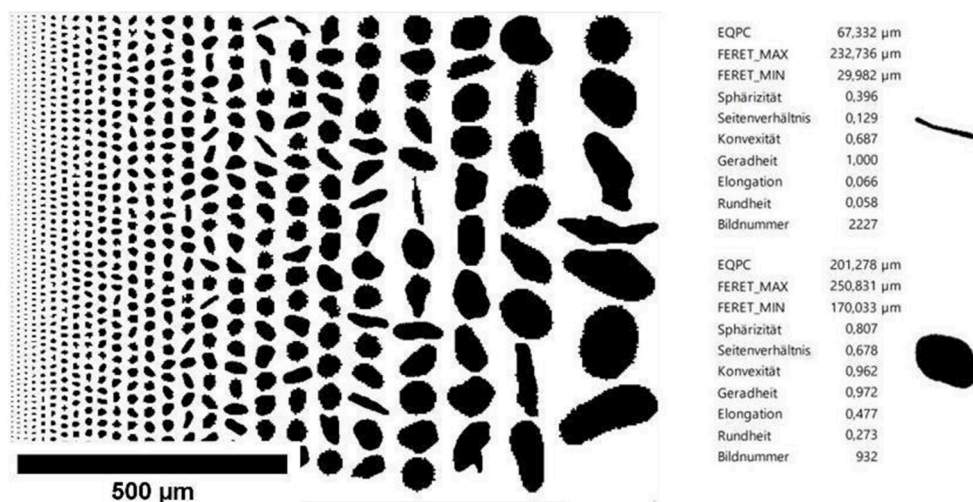 EQPC 67,332 µm
FERET_MAX 232,736 µm
FERET_MIN 29,982 µm
Sphärizität 0,396
Seitenverhältnis 0,129
Konvexität 0,687
Geradheit 1,000
Elongation 0,066
Rundheit 0,058
Bildnummer 2227
EQPC 201,278 µm
FERET_MAX 250,831 µm
FERET_MIN 170,033 µm
Sphärizität 0,807
Seitenverhältnis 0,678
Konvexität 0,962
Geradheit 0,972
Elongation 0,477
Rundheit 0,273
Bildnummer 932
500 µm